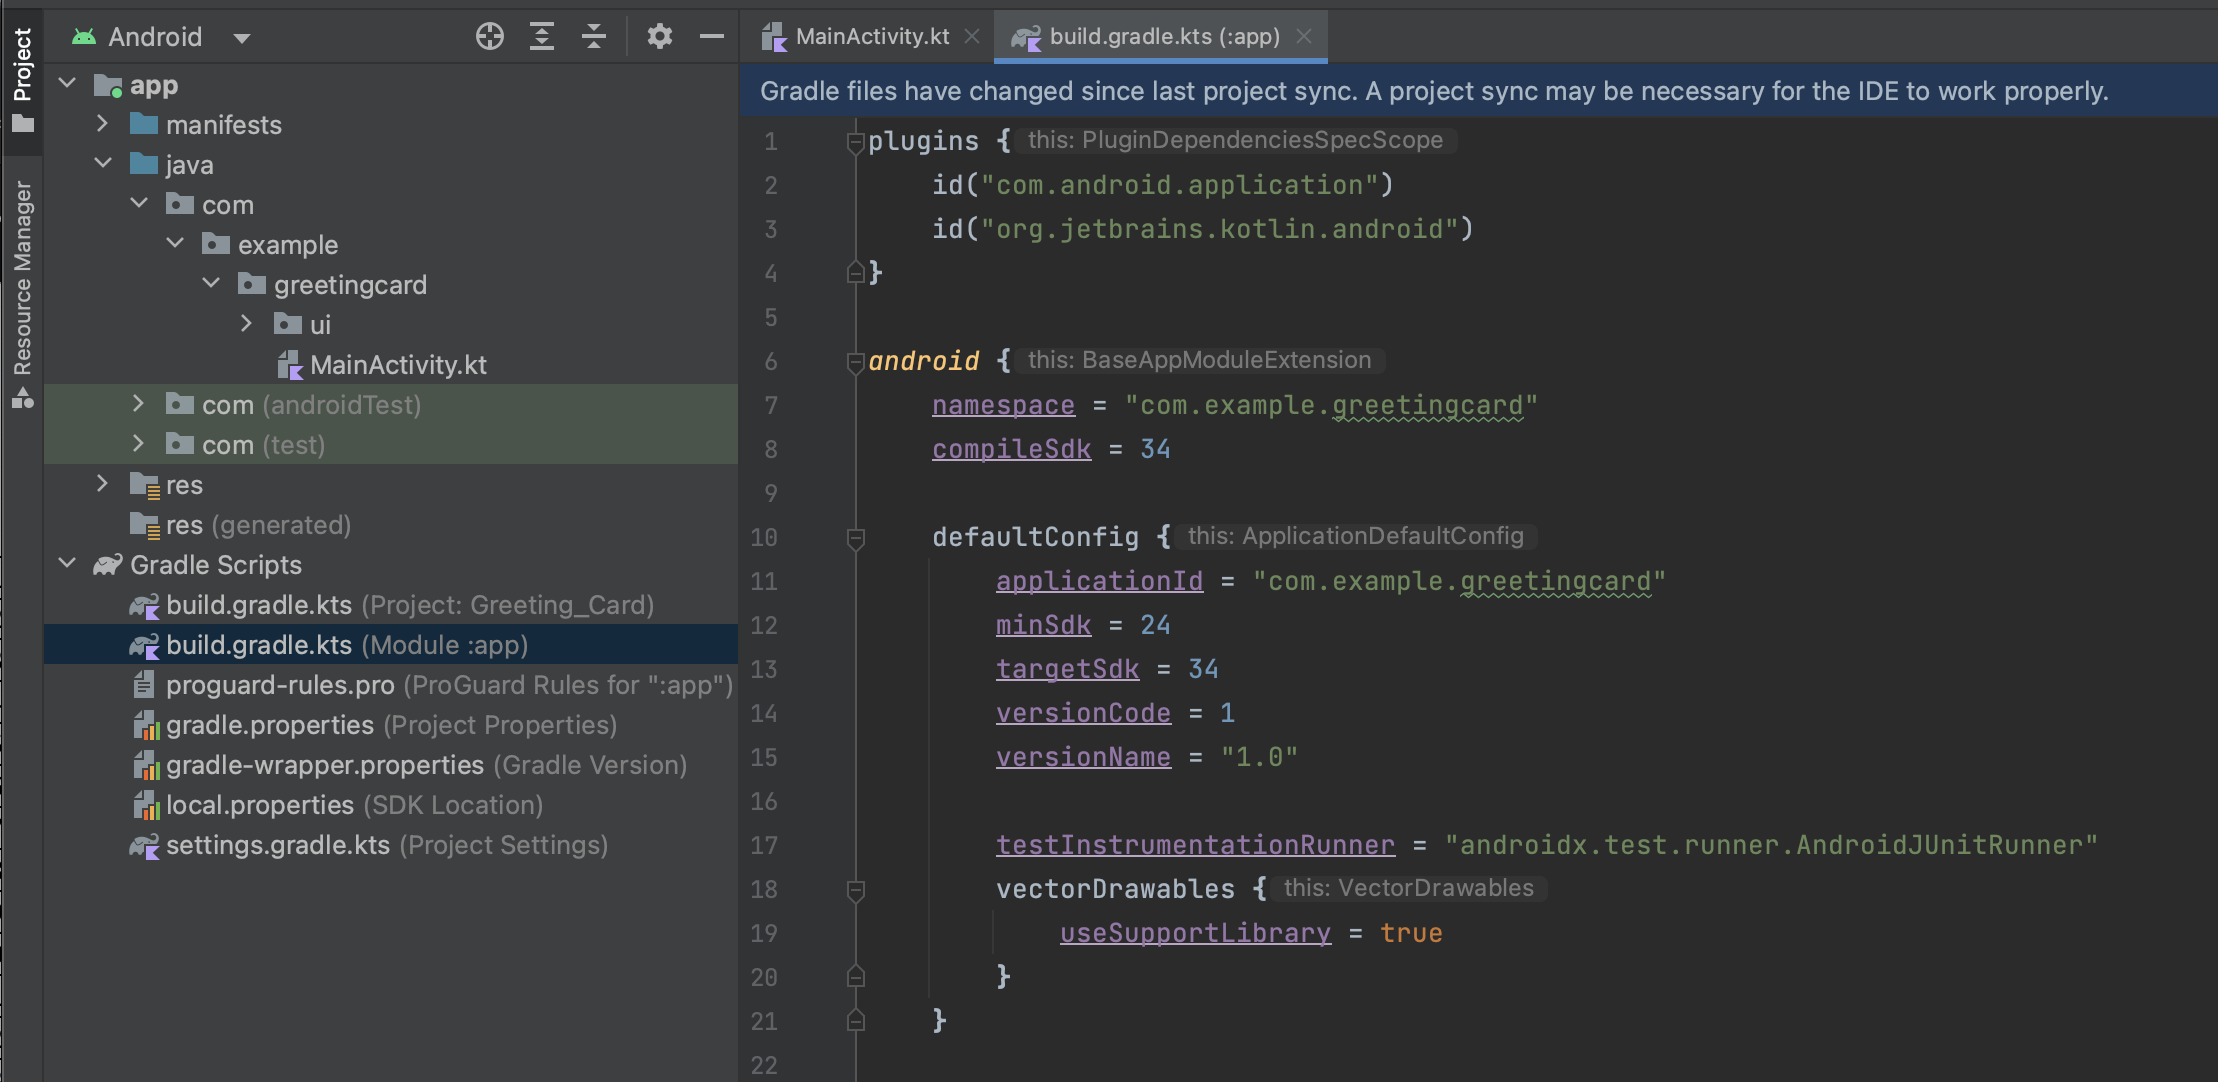 Project
Resource Manager
Android
app
manifests
java
com
example
greetingcard
ui
MainActivity.kt
com (androidTest)
com (test)
res
res (generated)
Gradle Scripts
build.gradle.kts (Project: Greeting_Card)
build.gradle.kts (Module :app)
proguard-rules.pro (ProGuard Rules for ":app")
gradle.properties (Project Properties)
gradle-wrapper.properties (Gradle Version)
local.properties (SDK Location)
settings.gradle.kts (Project Settings)
MainActivity.kt
build.gradle.kts (:app)
Gradle files have changed since last project sync. A project sync may be necessary for the IDE to work properly.
1 plugins { this: PluginDependenciesSpecScope
2 id("com.android.application")
3 id("org.jetbrains.kotlin.android")
4 }
5
6 android { this: BaseAppModuleExtension
7 namespace = "com.example.greetingcard"
8 compileSdk = 34
9
10 defaultConfig { this: ApplicationDefaultConfig
11 applicationId = "com.example.greetingcard"
12 minSdk = 24
13 targetSdk = 34
14 versionCode = 1
15 versionName = "1.0"
16
17 testInstrumentationRunner = "androidx.test.runner.AndroidJUnitRunner"
18 vectorDrawables { this: VectorDrawables
19 useSupportLibrary = true
20 }
21 }
22